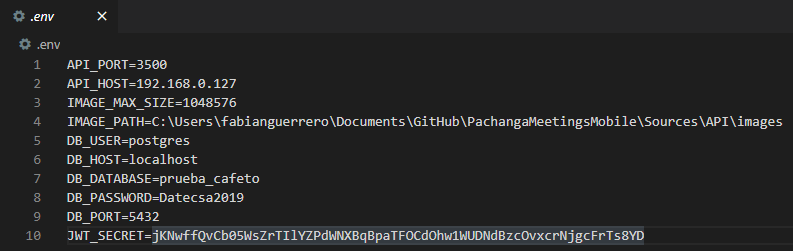 .env
.env
1 API_PORT=3500
2 API_HOST=192.168.0.127
3 IMAGE_MAX_SIZE=1048576
4 IMAGE_PATH=C:\Users\fabianguerrero\Documents\GitHub\PachangaMeetingsMobile\Sources\API\images
5 DB_USER=postgres
6 DB_HOST=localhost
7 DB_DATABASE=prueba_cafeto
8 DB_PASSWORD=Datecsa2019
9 DB_PORT=5432
10 JWT_SECRET=jKNwffQvCb05WsZrTIlYZPdWNXBqBpaTFOCdOhw1WUDNdBzcOvxcrNjgcFrTs8YD